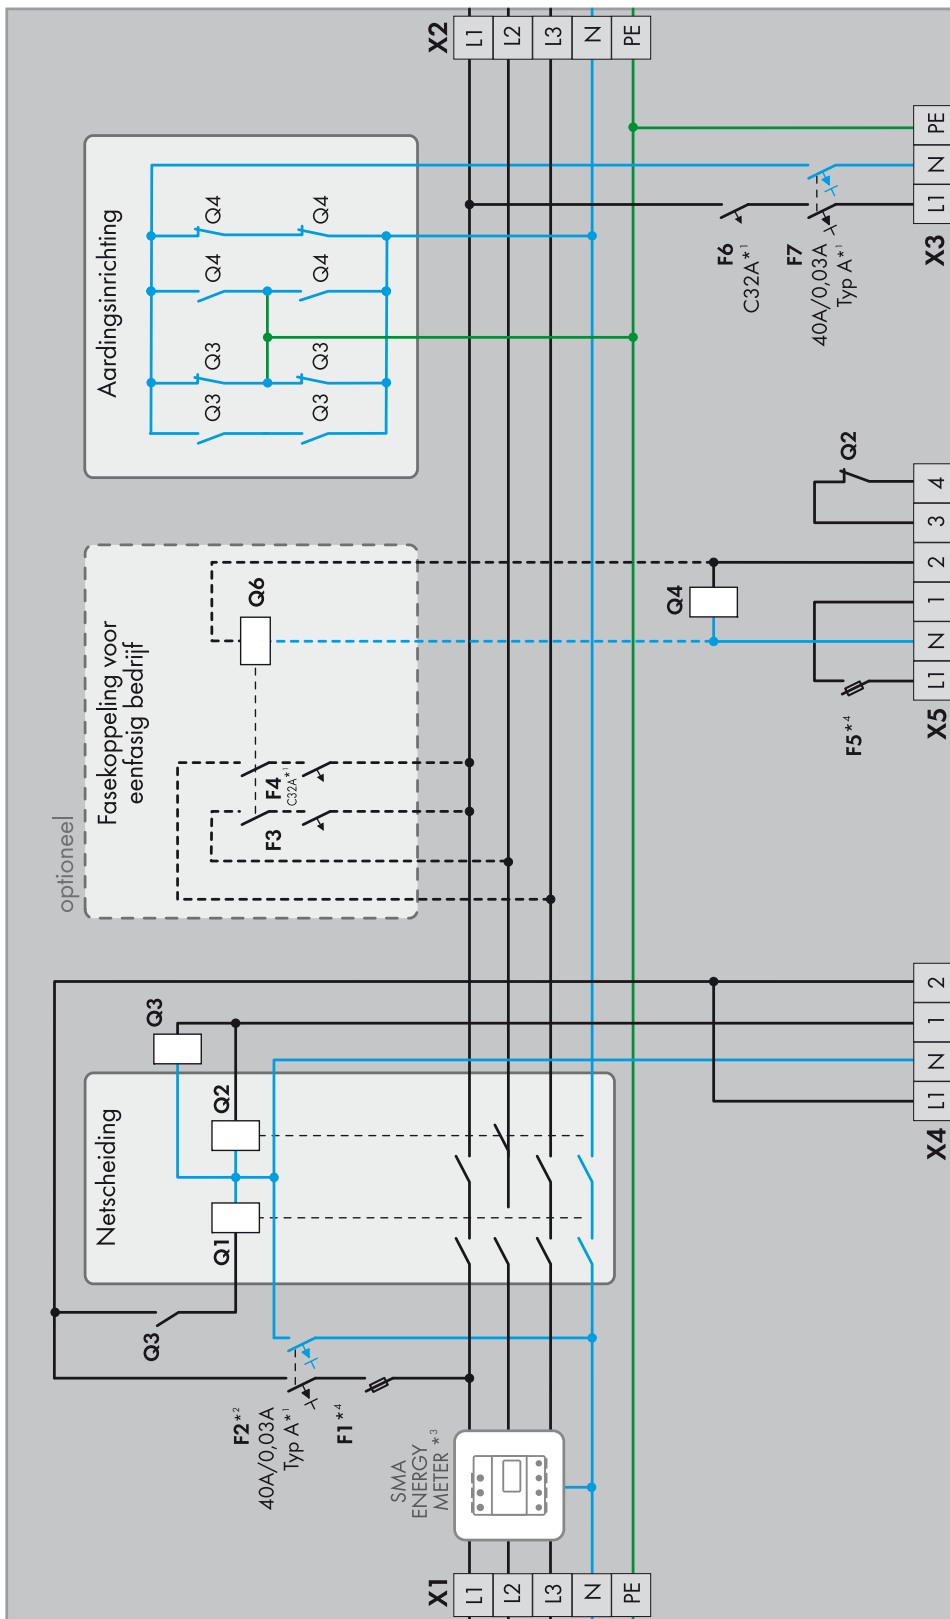 X2
L1
L2
L3
N
PE
Aardingsinrichting
Q4
Q4
Q4
Q4
Q3
Q3
Q3
Q3
F6
C32A*1
F7
40A/0,03A
Typ A*1
X3
PE
N
L1
optioneel
Fasekoppeling voor
eenfasig bedrijf
Q6
F4
C32A*1
F3
Q4
Q2
F5*4
X5
4
3
2
1
N
L1
Netscheiding
Q3
Q2
Q1
Q3
X4
2
1
N
L1
F2*2
40A/0,03A
Typ A*1
F1*4
SMA
ENERGY
METER *3
X1
L1
L2
L3
N
PE